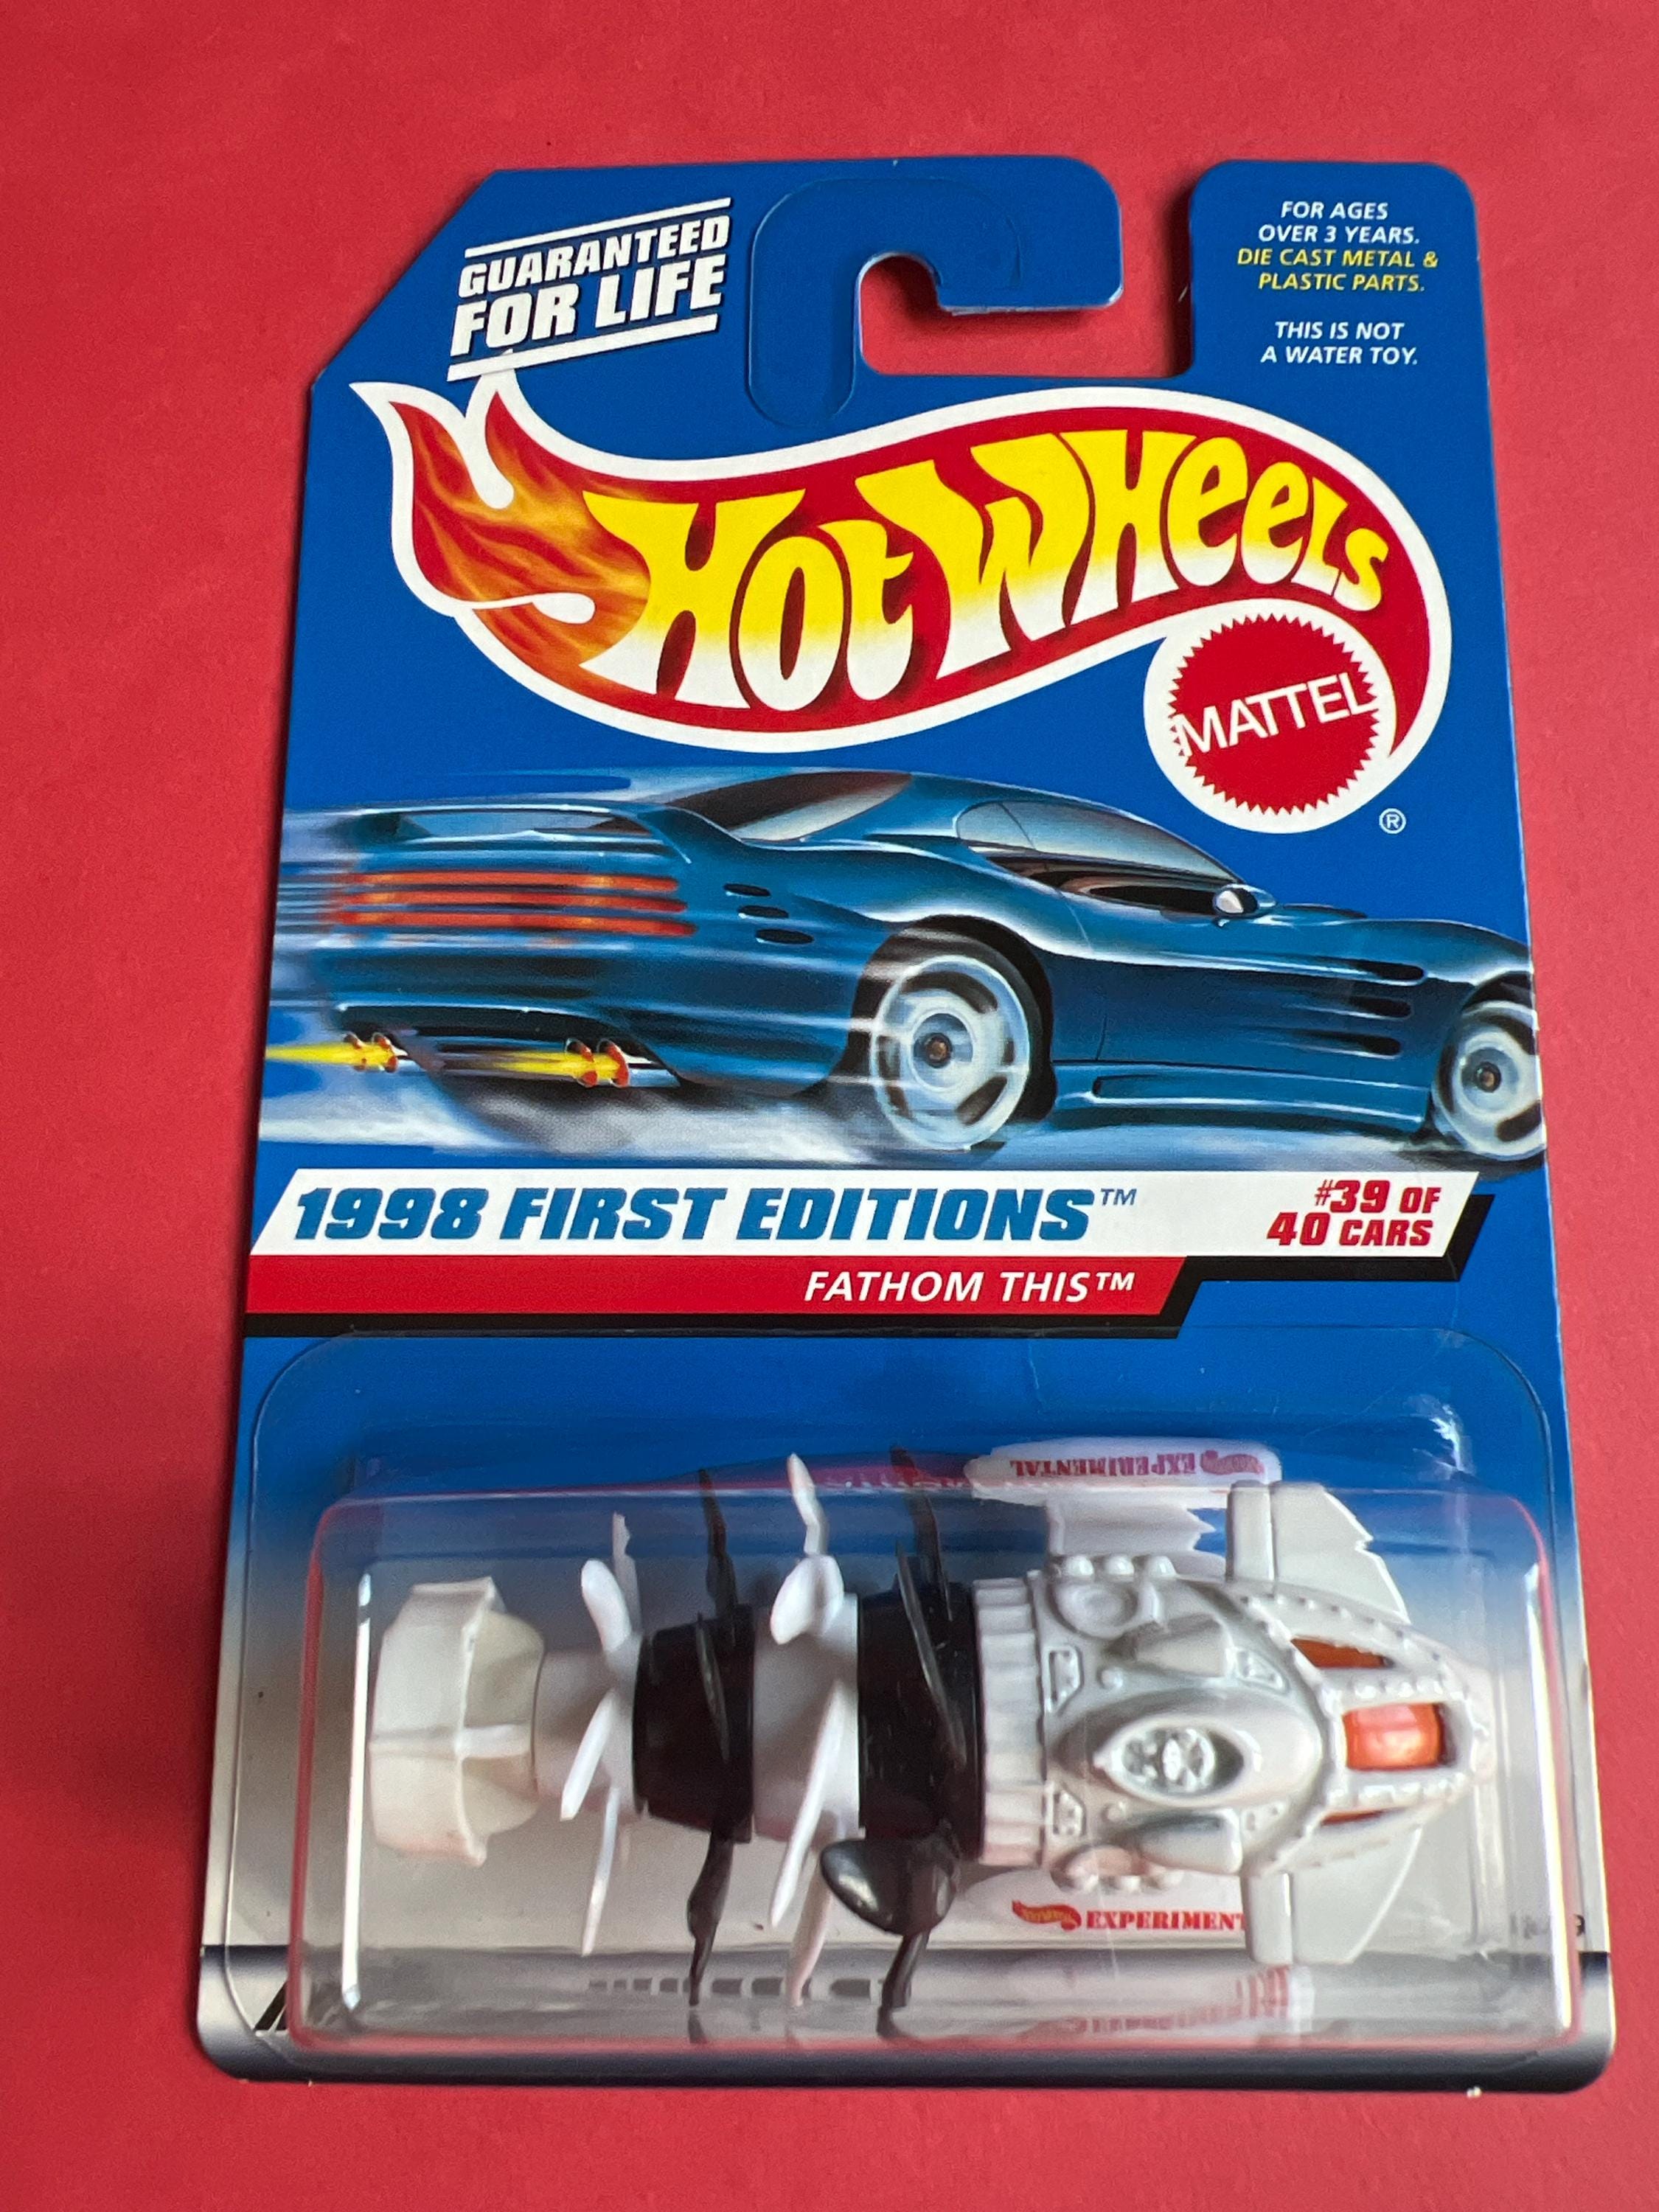 GUARANTEED
FOR LIFE
FOR AGES
OVER 3 YEARS.
DIE CAST METAL &
PLASTIC PARTS.
THIS IS NOT
A WATER TOY.
HOT WHEELS
MATTEL
®
1998 FIRST EDITIONS™
#39 OF
40 CARS
FATHOM THIS™
EXPERIMENTAL
EXPERIMENT